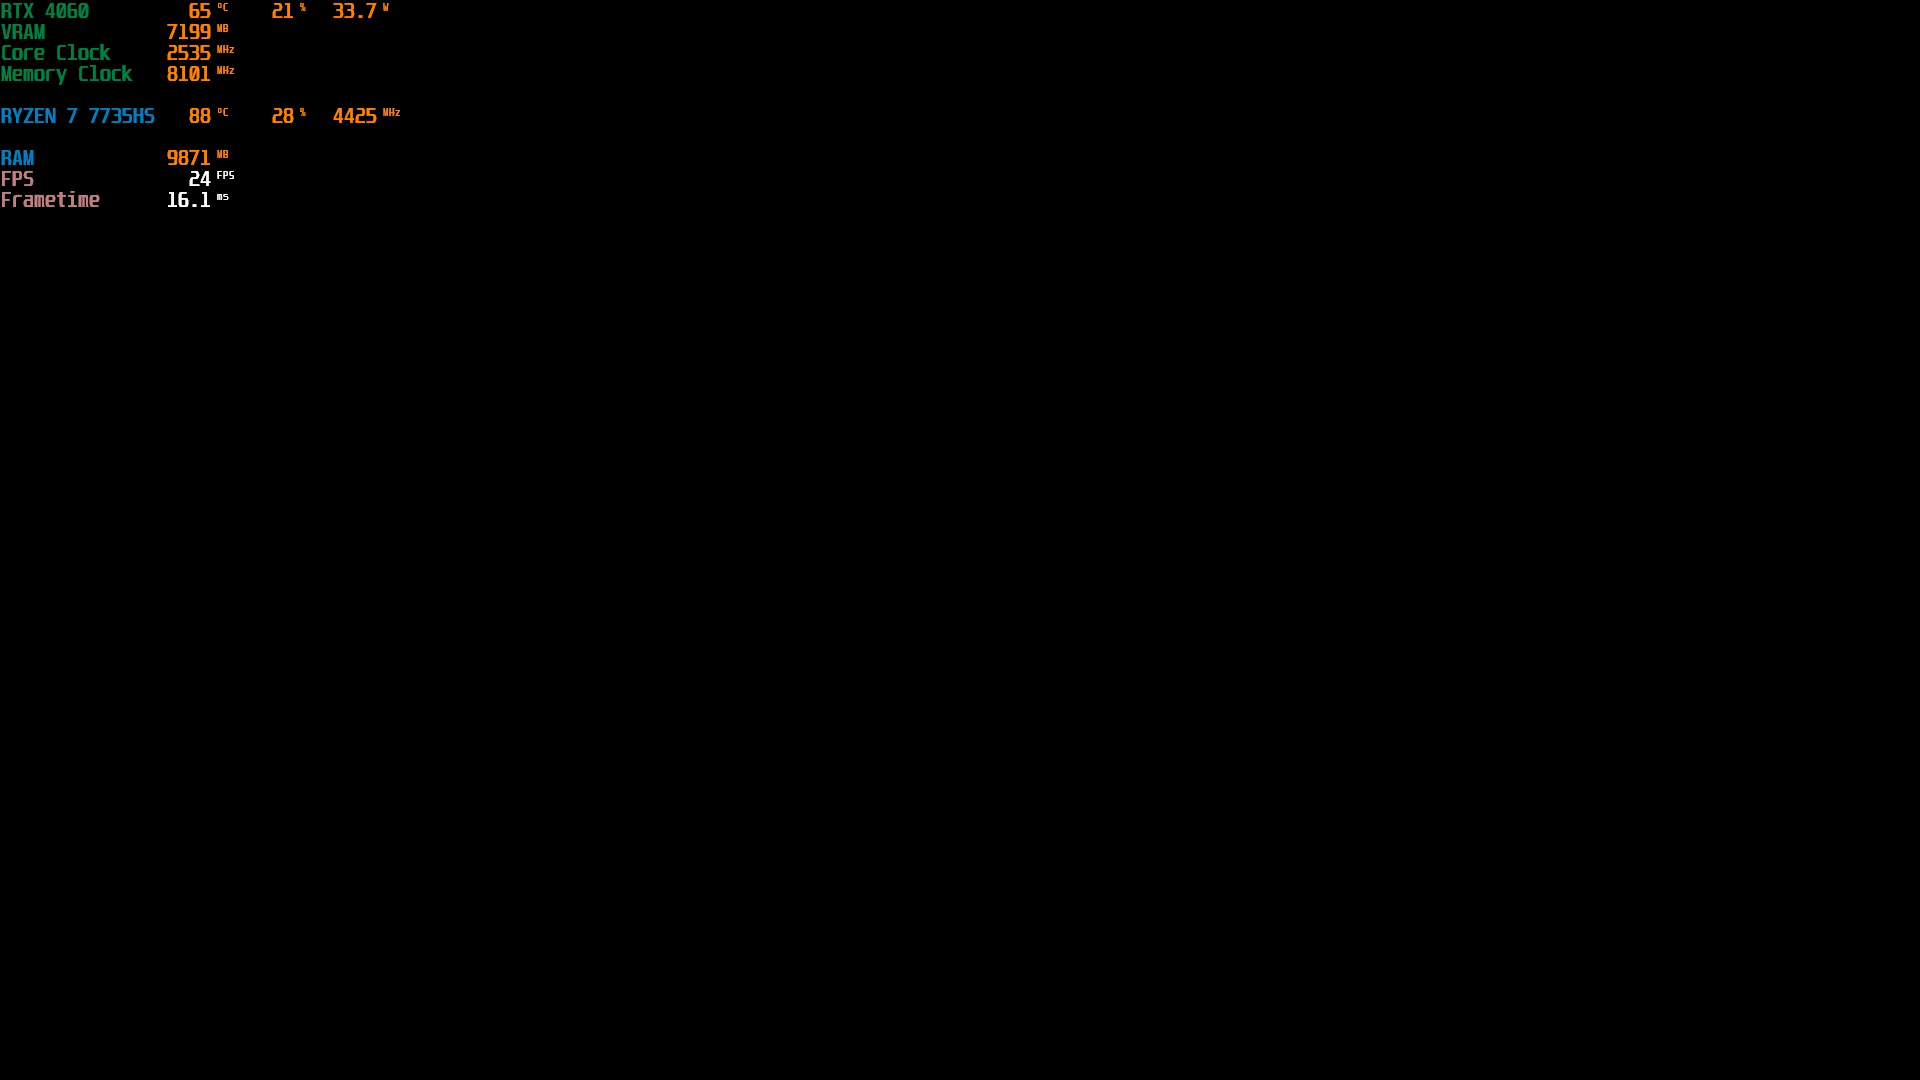 RTX 4060 65 °C 21 % 33.7 W
VRAM 7199 MB
Core Clock 2535 MHz
Memory Clock 8101 MHz
RYZEN 7 7735HS 88 °C 28 % 4425 MHz
RAM 9871 MB
FPS 24 FPS
Frametime 16.1 ms